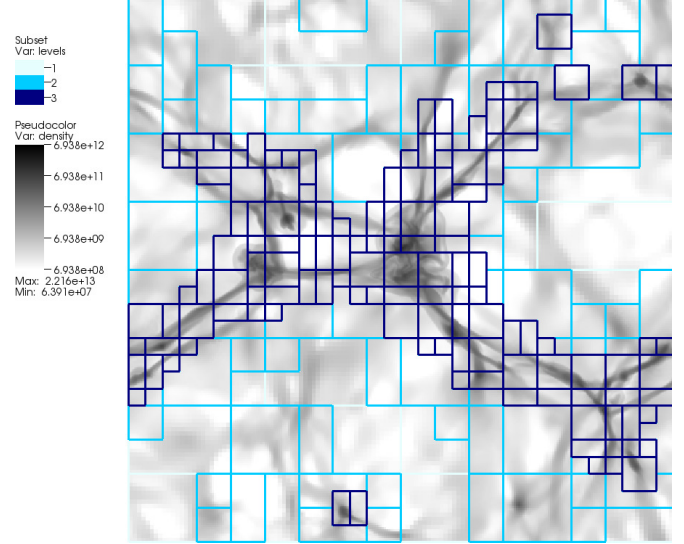 Subset
Var: levels
1
2
3
Pseudocolor
Var: density
6.938e+12
6.938e+11
6.938e+10
6.938e+09
6.938e+08
Max: 2.216e+13
Min: 6.391e+07